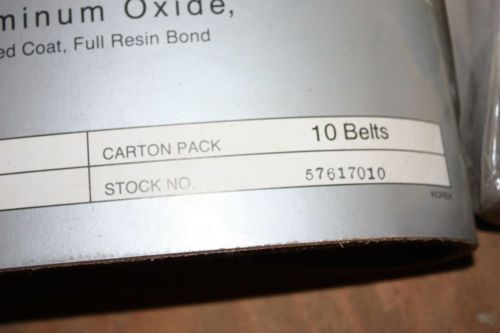 minum Oxide,
ed Coat, Full Resin Bond
CARTON PACK 10 Belts
STOCK NO. 57617010
KOREA